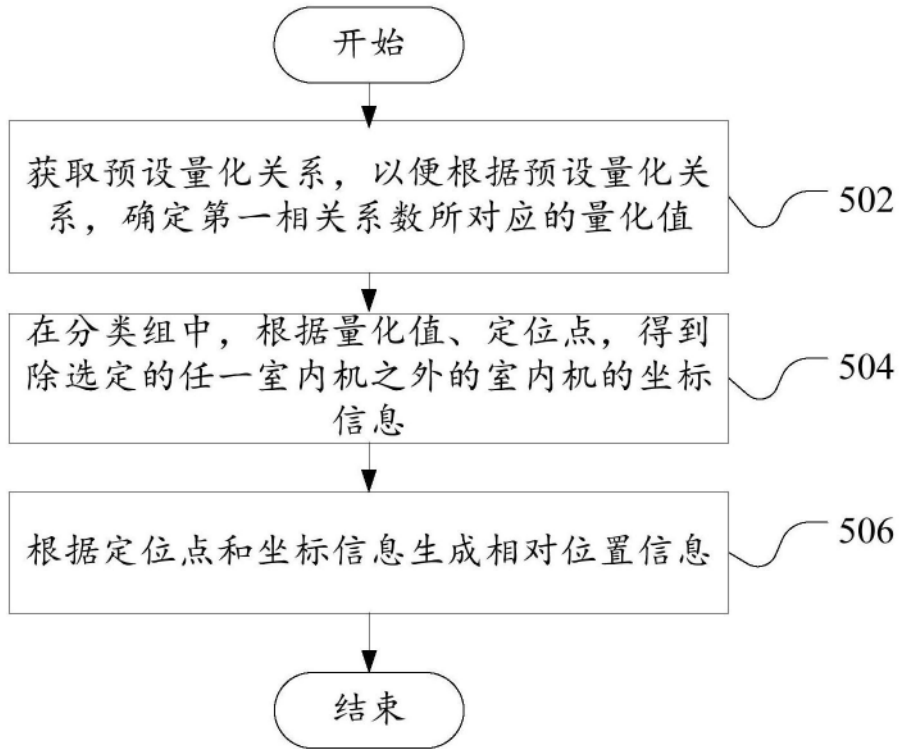 开始
获取预设量化关系，以便根据预设量化关
系，确定第一相关系数所对应的量化值
502
在分类组中，根据量化值、定位点，得到
除选定的任一室内机之外的室内机的坐标
信息
504
根据定位点和坐标信息生成相对位置信息
506
结束